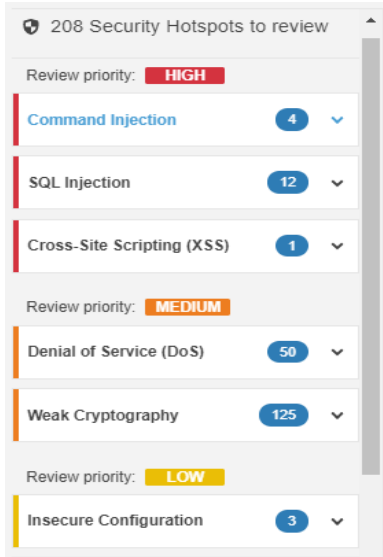 208 Security Hotspots to review
Review priority: HIGH
Command Injection 4
SQL Injection 12
Cross-Site Scripting (XSS) 1
Review priority: MEDIUM
Denial of Service (DoS) 50
Weak Cryptography 125
Review priority: LOW
Insecure Configuration 3